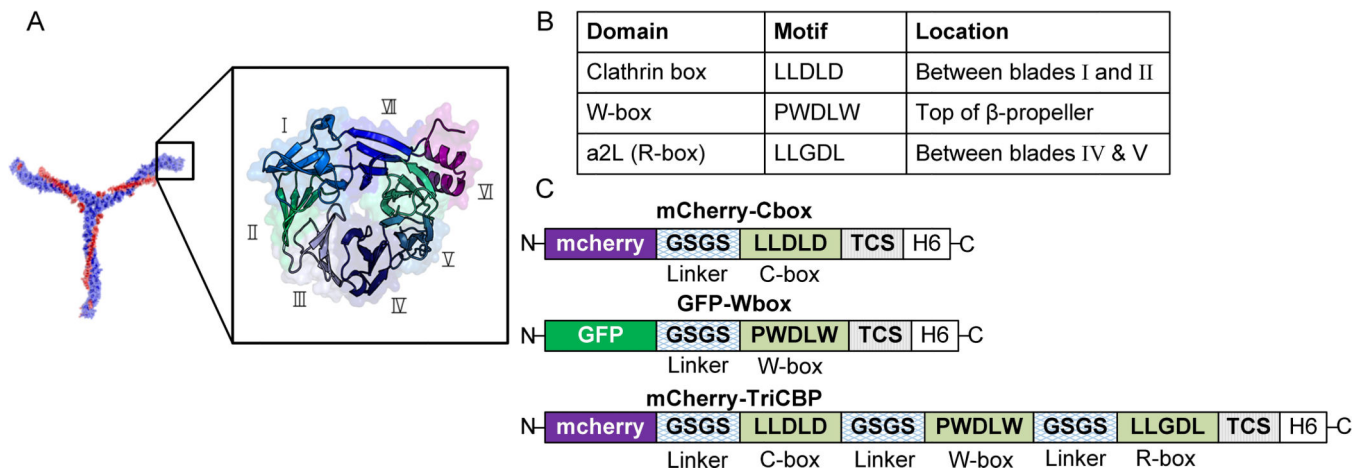 A
I
VII
VI
II
V
III
IV
B
Domain Motif Location
Clathrin box LLDLD Between blades I and II
W-box PWDLW Top of β-propeller
a2L (R-box) LLGDL Between blades IV & V
C
mCherry-Cbox
N- mcherry GSGS LLDLD TCS H6 -C
Linker C-box
GFP-Wbox
N- GFP GSGS PWDLW TCS H6 -C
Linker W-box
mCherry-TriCBP
N- mcherry GSGS LLDLD GSGS PWDLW GSGS LLGDL TCS H6 -C
Linker C-box Linker W-box Linker R-box